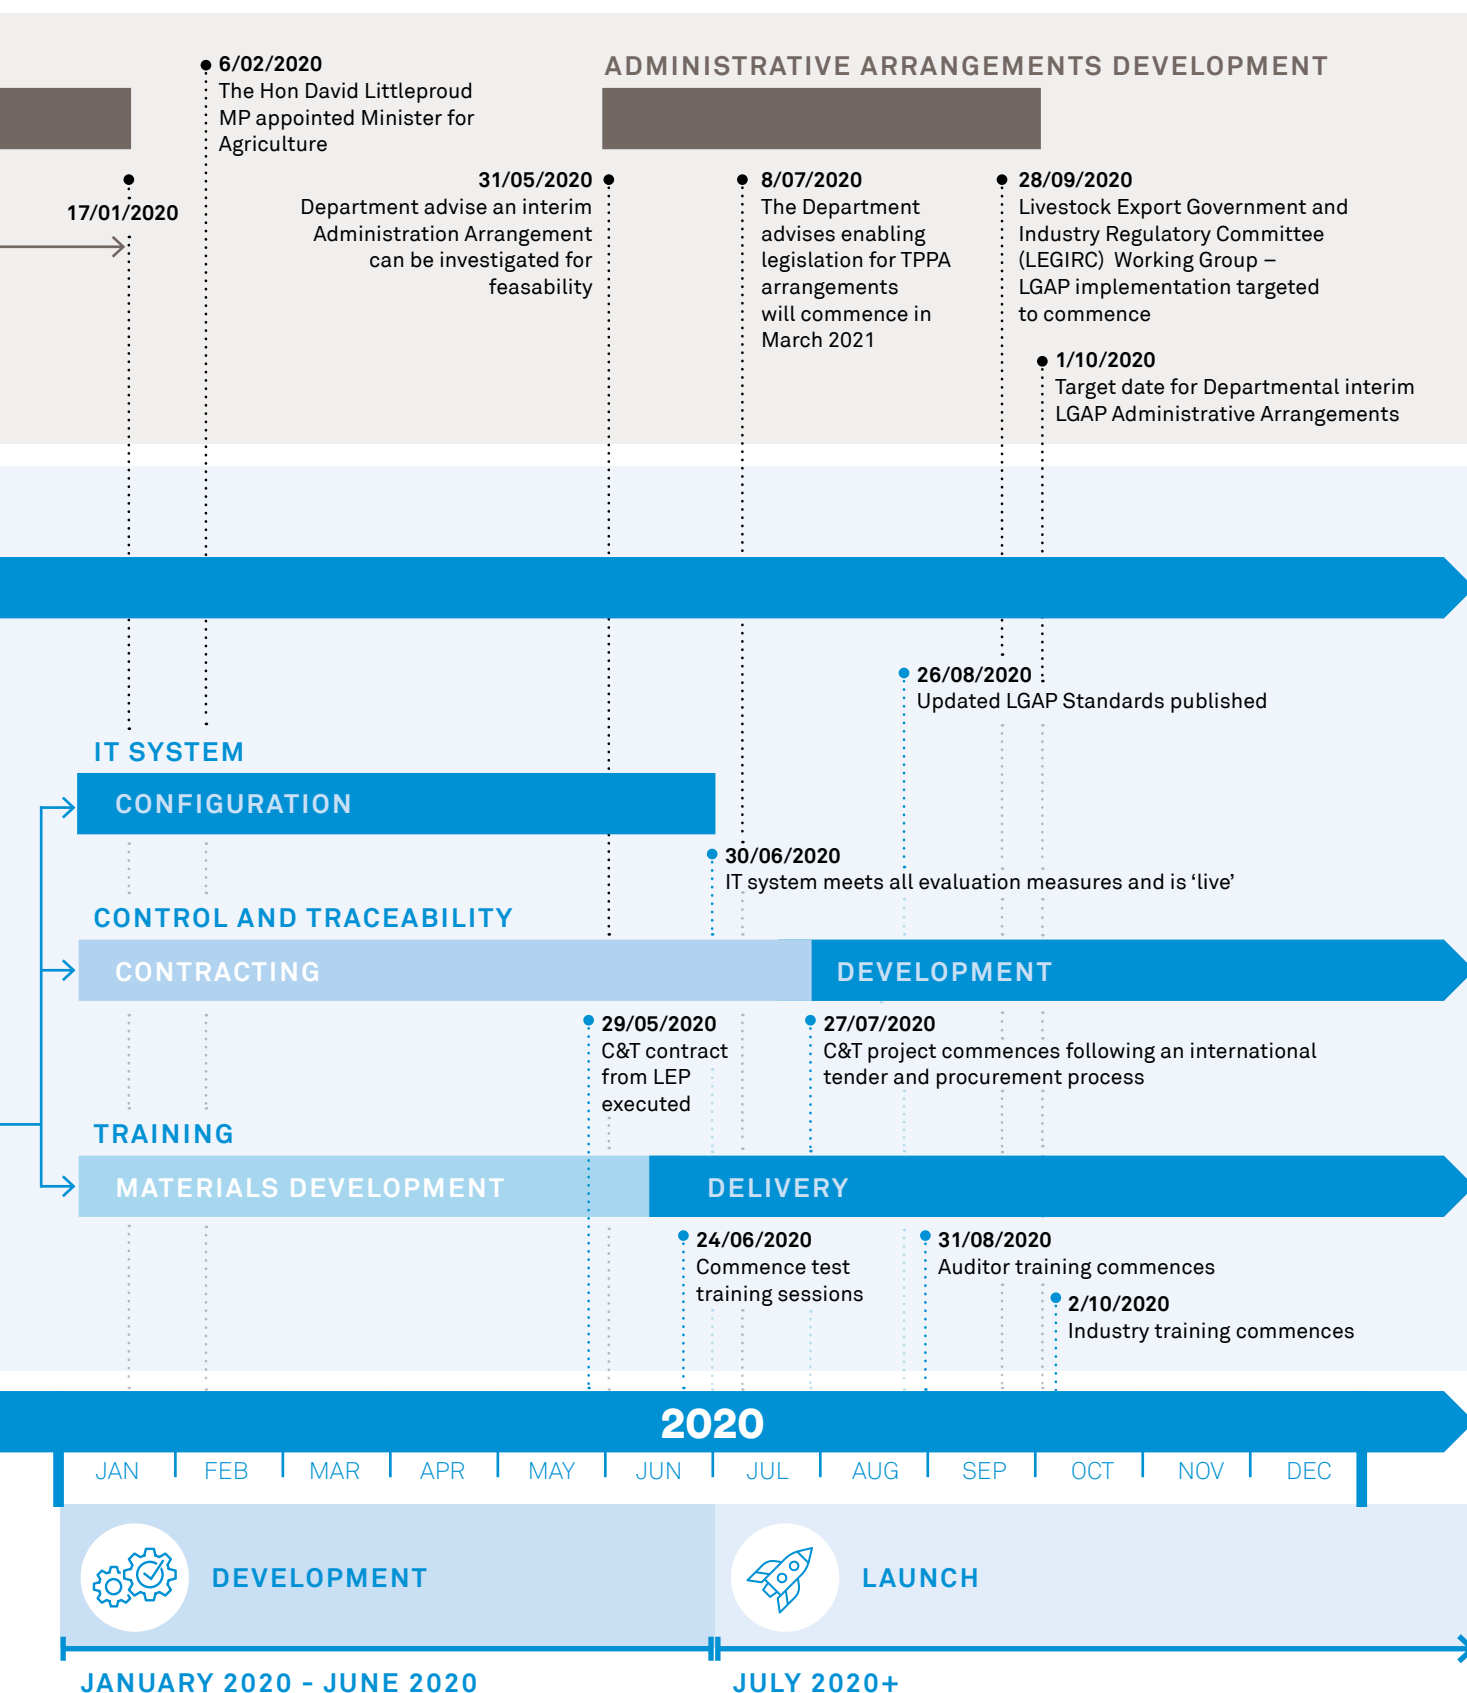 6/02/2020
The Hon David Littleproud
MP appointed Minister for
Agriculture
ADMINISTRATIVE ARRANGEMENTS DEVELOPMENT
17/01/2020
31/05/2020
Department advise an interim
Administration Arrangement
can be investigated for
feasability
8/07/2020
The Department
advises enabling
legislation for TPPA
arrangements
will commence in
March 2021
28/09/2020
Livestock Export Government and
Industry Regulatory Committee
(LEGIRC) Working Group –
LGAP implementation targeted
to commence
1/10/2020
Target date for Departmental interim
LGAP Administrative Arrangements
26/08/2020
Updated LGAP Standards published
IT SYSTEM
CONFIGURATION
30/06/2020
IT system meets all evaluation measures and is ‘live’
CONTROL AND TRACEABILITY
CONTRACTING
DEVELOPMENT
29/05/2020
C&T contract
from LEP
executed
27/07/2020
C&T project commences following an international
tender and procurement process
TRAINING
MATERIALS DEVELOPMENT
DELIVERY
24/06/2020
Commence test
training sessions
31/08/2020
Auditor training commences
2/10/2020
Industry training commences
2020
JAN FEB MAR APR MAY JUN JUL AUG SEP OCT NOV DEC
DEVELOPMENT
LAUNCH
JANUARY 2020 - JUNE 2020
JULY 2020+